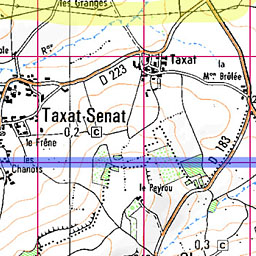 les Granges
Taxat
la
Mon Brûlée
D 223
Taxat Senat
0,2 C
le Frêne
D 183
les
Chanots
le Peyrou
0,3 C